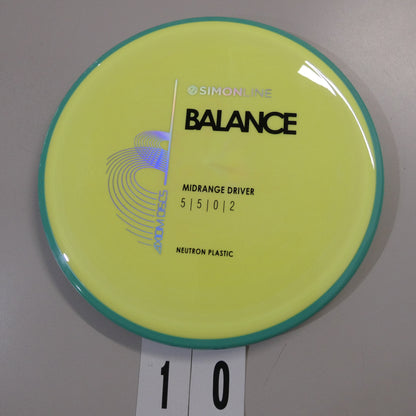 SIMONLINE
BALANCE
MIDRANGE DRIVER
5 | 5 | 0 | 2
AXIOM DISCS
NEUTRON PLASTIC
1 0